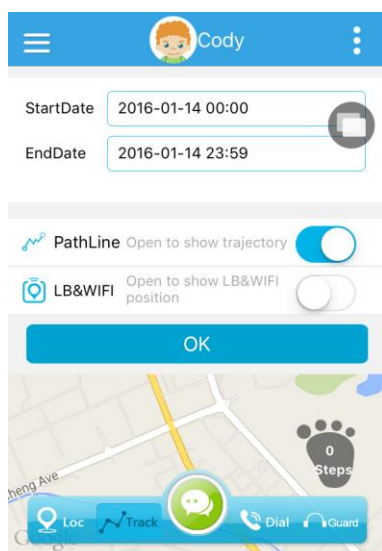 Cody
StartDate 2016-01-14 00:00
EndDate 2016-01-14 23:59
PathLine Open to show trajectory
LB&WIFI Open to show LB&WIFI
position
OK
0
Steps
heng Ave
Loc Track Dial Guard
Google